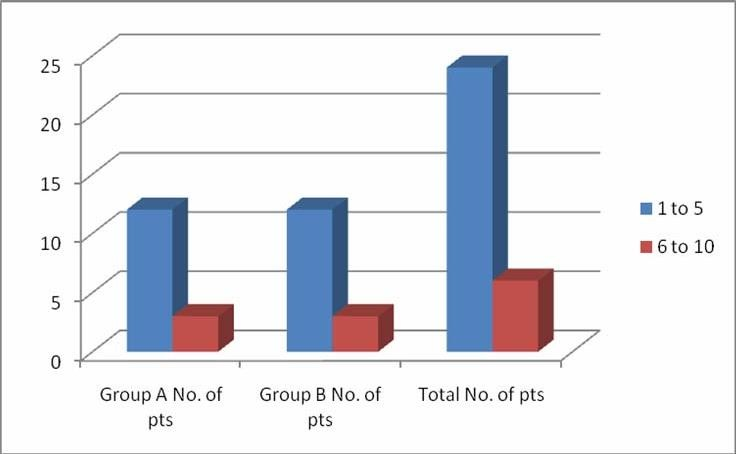 25
20
15
10
5
0
Group A No. of
pts
Group B No. of
pts
Total No. of pts
1 to 5
6 to 10